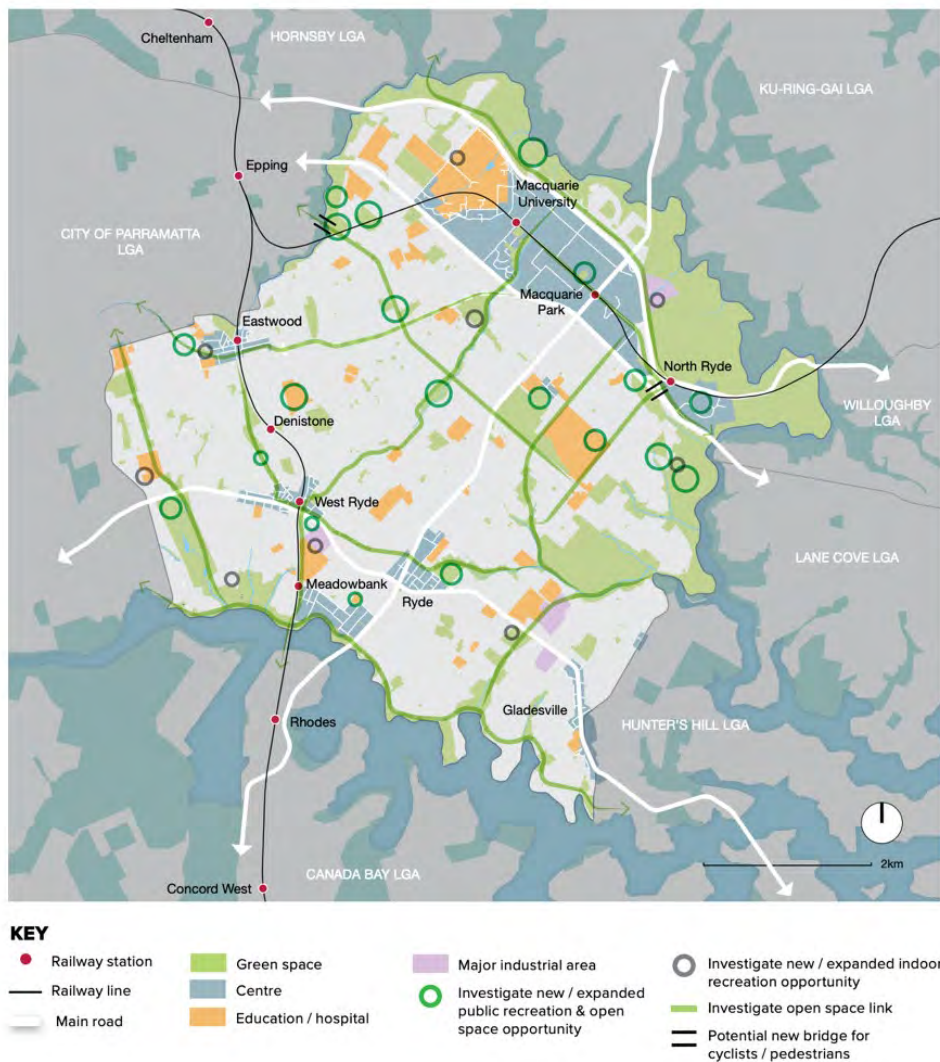 Cheltenham
HORNSBY LGA
KU-RING-GAI LGA
Epping
Macquarie
University
CITY OF PARRAMATTA
LGA
Macquarie
Park
Eastwood
North Ryde
WILLOUGHBY
LGA
Denistone
West Ryde
LANE COVE LGA
Meadowbank
Ryde
Gladesville
HUNTER'S HILL LGA
Rhodes
2km
CANADA BAY LGA
Concord West
KEY
Railway station
Railway line
Main road
Green space
Centre
Education / hospital
Major industrial area
Investigate new / expanded
public recreation & open
space opportunity
Investigate new / expanded indoor
recreation opportunity
Investigate open space link
Potential new bridge for
cyclists / pedestrians